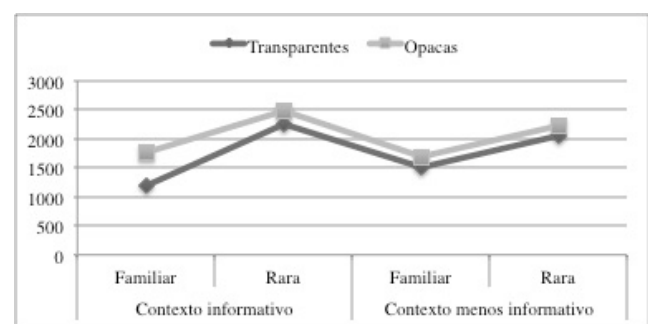 Transparentes Opacas
3000
2500
2000
1500
1000
500
0
Familiar Rara Familiar Rara
Contexto informativo Contexto menos informativo